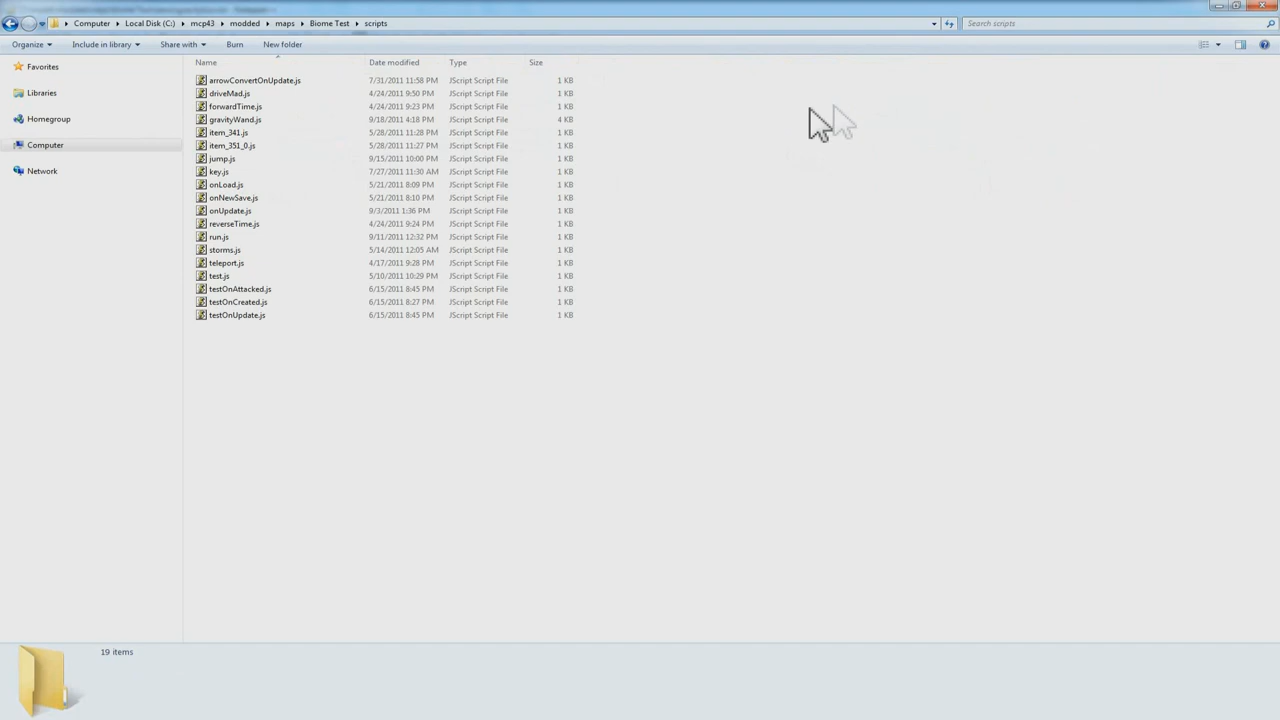 Computer Local Disk (C:) mcp43 modded maps Biome Test scripts Search scripts
Organize Include in library Share with Burn New folder
Favorites
Libraries
Homegroup
Computer
Network
Name Date modified Type Size
arrowConvertOnUpdate.js 7/31/2011 11:58 PM JScript Script File 1 KB
driveMad.js 4/24/2011 9:50 PM JScript Script File 1 KB
forwardTime.js 4/24/2011 9:23 PM JScript Script File 1 KB
gravityWand.js 9/18/2011 4:18 PM JScript Script File 4 KB
item_341.js 5/28/2011 11:28 PM JScript Script File 1 KB
item_351_0.js 5/28/2011 11:27 PM JScript Script File 1 KB
jump.js 9/15/2011 10:00 PM JScript Script File 1 KB
key.js 7/27/2011 11:30 AM JScript Script File 1 KB
onLoad.js 5/21/2011 8:09 PM JScript Script File 1 KB
onNewSave.js 5/21/2011 8:10 PM JScript Script File 1 KB
onUpdate.js 9/3/2011 1:36 PM JScript Script File 1 KB
reverseTime.js 4/24/2011 9:24 PM JScript Script File 1 KB
run.js 9/11/2011 12:32 PM JScript Script File 1 KB
storms.js 5/14/2011 12:05 AM JScript Script File 1 KB
teleport.js 4/17/2011 9:28 PM JScript Script File 1 KB
test.js 5/10/2011 10:29 PM JScript Script File 1 KB
testOnAttacked.js 6/15/2011 8:45 PM JScript Script File 1 KB
testOnCreated.js 6/15/2011 8:27 PM JScript Script File 1 KB
testOnUpdate.js 6/15/2011 8:45 PM JScript Script File 1 KB
19 items